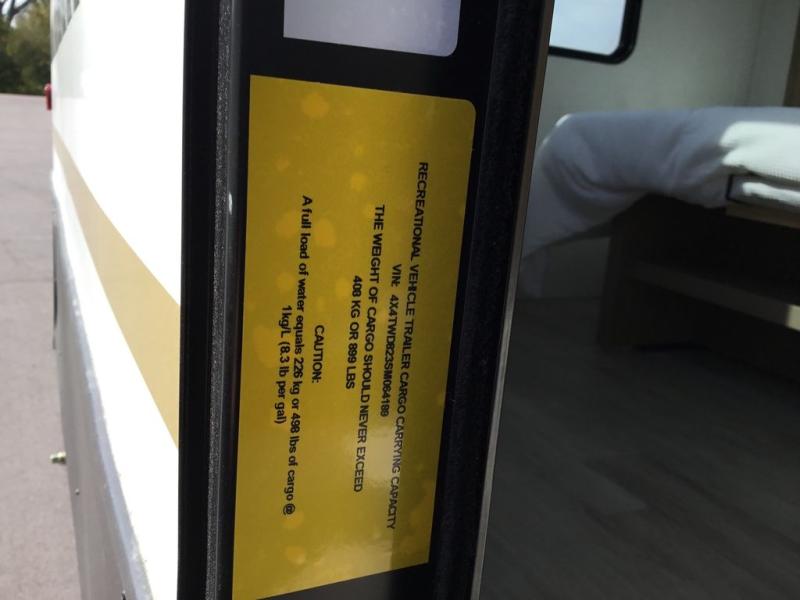 RECREATIONAL VEHICLE TRAILER CARGO CARRYING CAPACITY
VIN: 4X4TWD823SM084180
THE WEIGHT OF CARGO SHOULD NEVER EXCEED
408 KG OR 899 LBS
CAUTION:
A full load of water equals 226 kg or 498 lbs of cargo @
1kg/L (8.3 lb per gal)